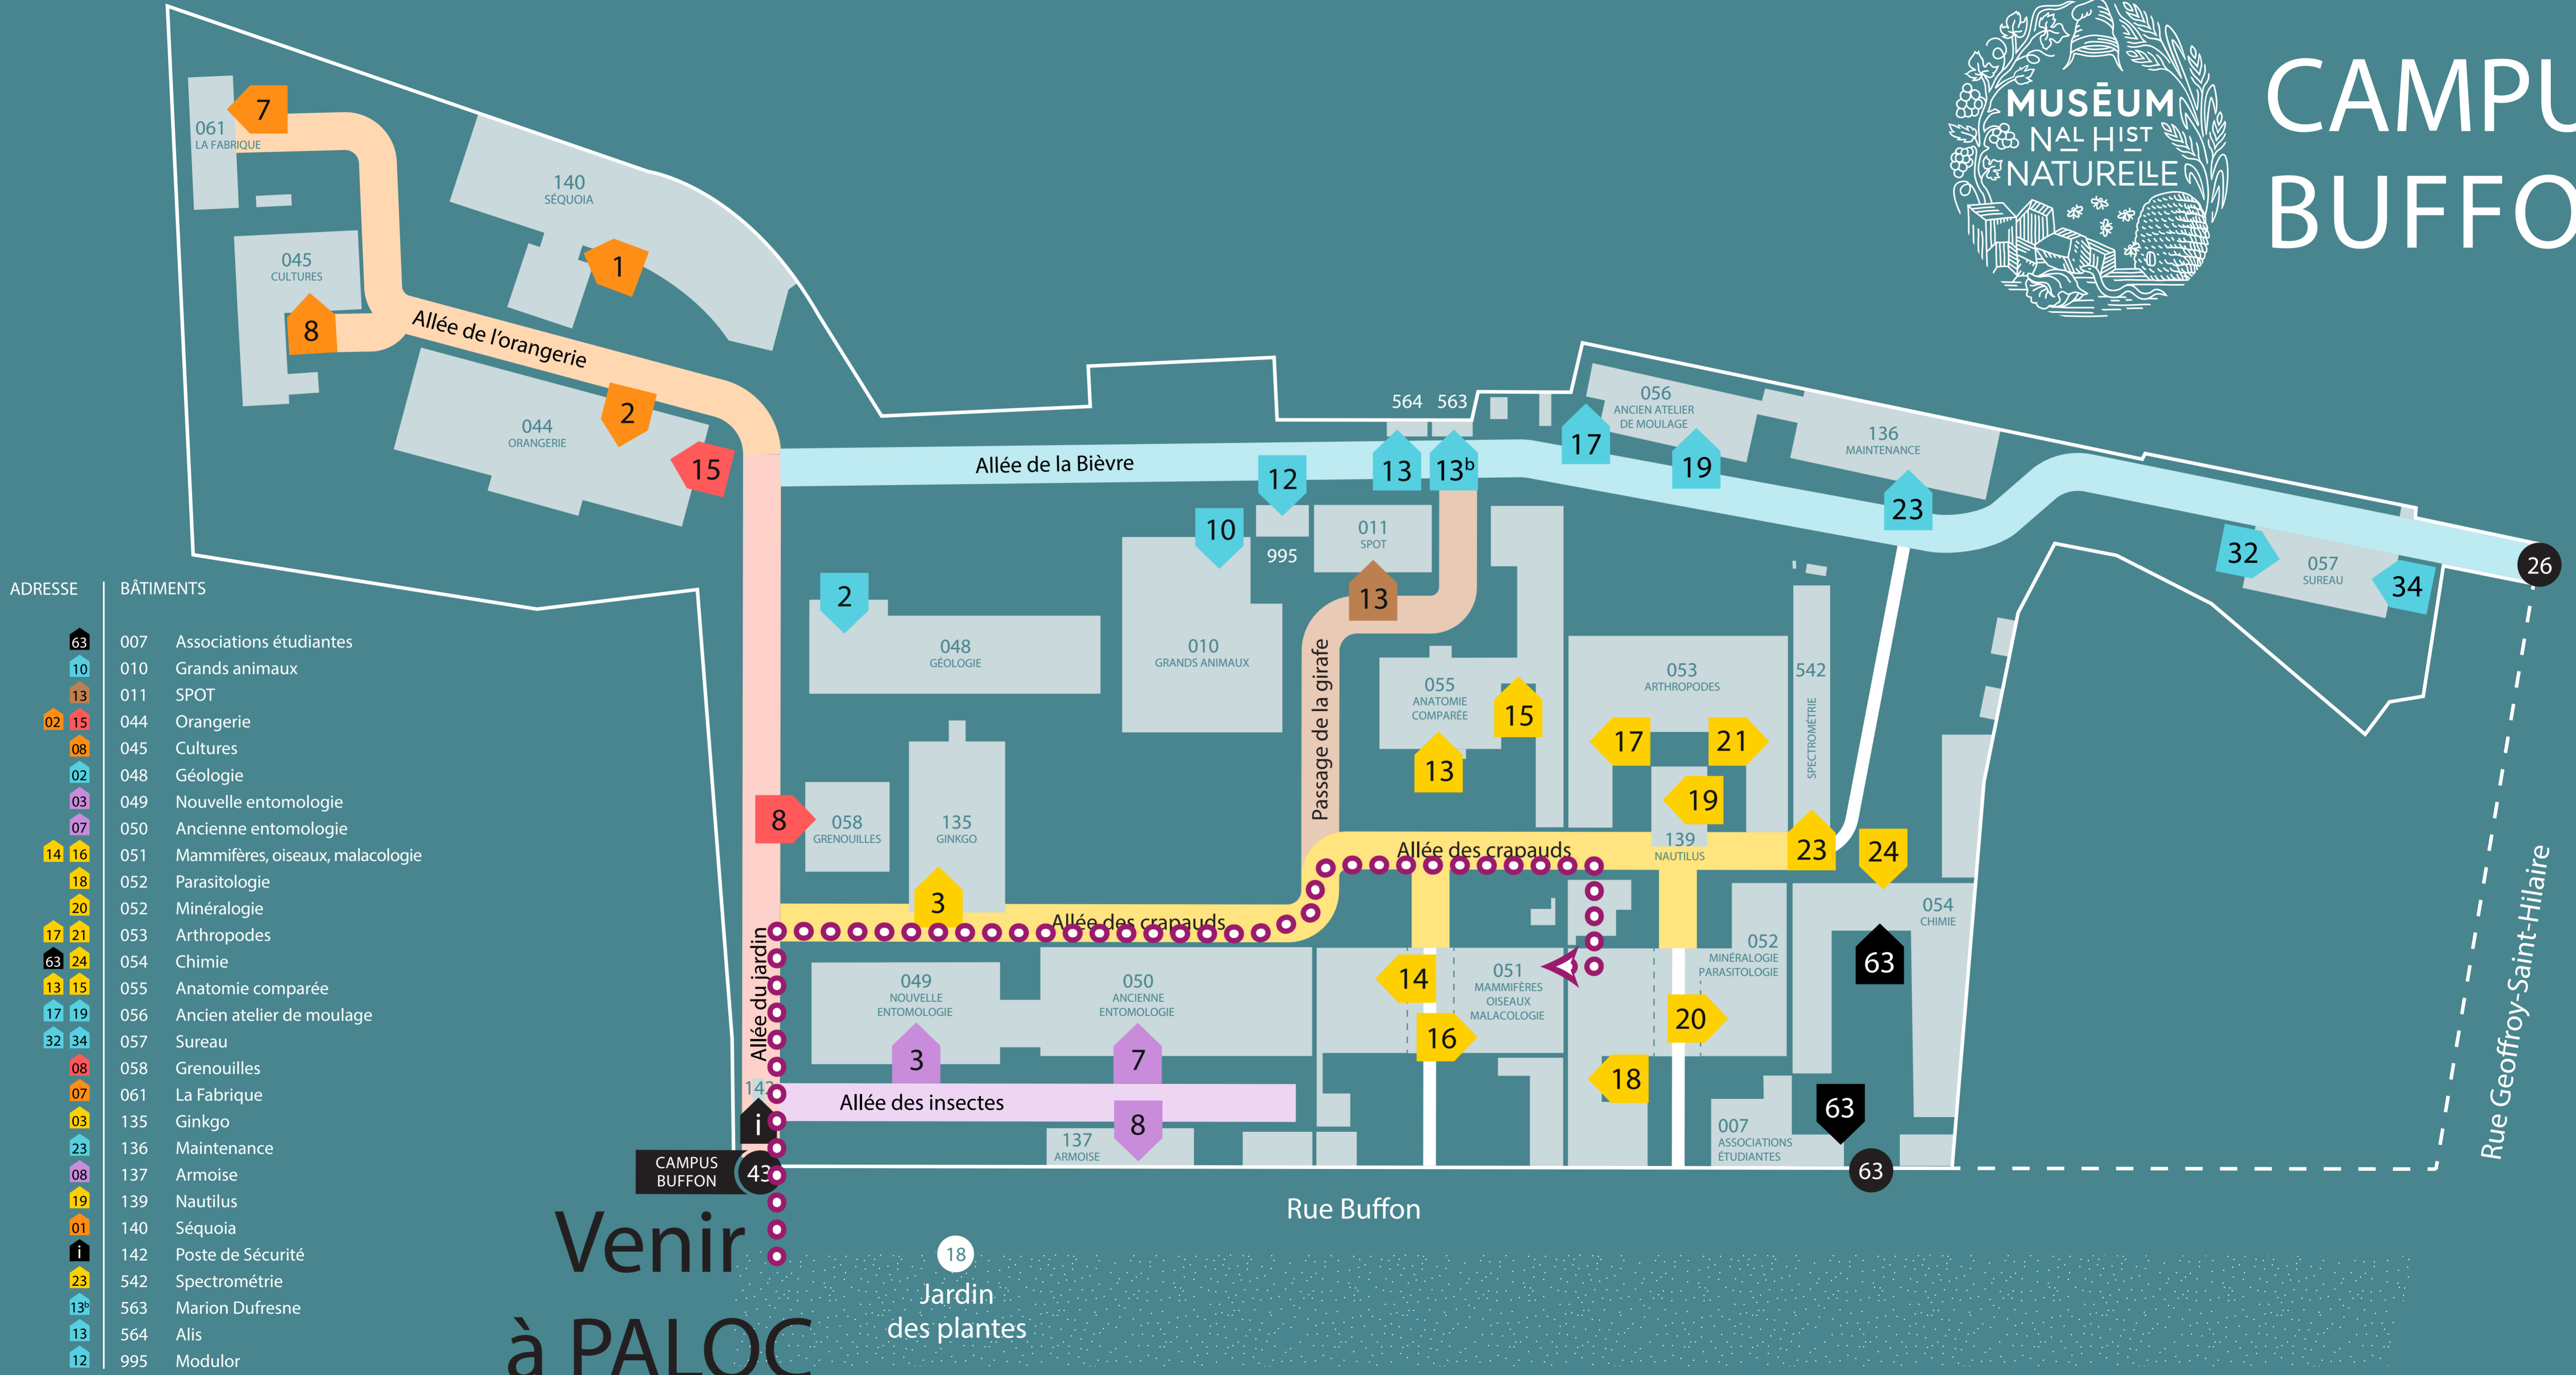 MUSĒUM
NAL HIST
NATURELLE
CAMPU
BUFFO
7
061
LA FABRIQUE
140
SÉQUOIA
1
045
CULTURES
8
Allée de l'orangerie
2
044
ORANGERIE
15
Allée de la Bièvre
12
10
995
011
SPOT
13
564
563
13
13b
17
056
ANCIEN ATELIER
DE MOULAGE
19
136
MAINTENANCE
23
32
057
SUREAU
34
26
2
048
GÉOLOGIE
010
GRANDS ANIMAUX
Passage de la girafe
055
ANATOMIE
COMPARÉE
15
13
053
ARTHROPODES
17
21
19
139
NAUTILUS
542
SPECTROMÉTRIE
23
24
8
058
GRENOUILLES
135
GINKGO
3
Allée des crapauds
Allée des crapauds
Allée du jardin
049
NOUVELLE
ENTOMOLOGIE
3
050
ANCIENNE
ENTOMOLOGIE
7
14
16
051
MAMMIFÈRES
OISEAUX
MALACOLOGIE
052
MINÉRALOGIE
PARASITOLOGIE
20
18
054
CHIMIE
63
63
007
ASSOCIATIONS
ÉTUDIANTES
63
142
i
Allée des insectes
8
137
ARMOISE
CAMPUS
BUFFON
43
Rue Buffon
Rue Geoffroy-Saint-Hilaire
Venir
à PALOC
18
Jardin
des plantes
ADRESSE BÂTIMENTS
63 007 Associations étudiantes
10 010 Grands animaux
13 011 SPOT
02 15 044 Orangerie
08 045 Cultures
02 048 Géologie
03 049 Nouvelle entomologie
07 050 Ancienne entomologie
14 16 051 Mammifères, oiseaux, malacologie
18 052 Parasitologie
20 052 Minéralogie
17 21 053 Arthropodes
63 24 054 Chimie
13 15 055 Anatomie comparée
17 19 056 Ancien atelier de moulage
32 34 057 Sureau
08 058 Grenouilles
07 061 La Fabrique
03 135 Ginkgo
23 136 Maintenance
08 137 Armoise
19 139 Nautilus
01 140 Séquoia
i 142 Poste de Sécurité
23 542 Spectrométrie
13b 563 Marion Dufresne
13 564 Alis
12 995 Modulor